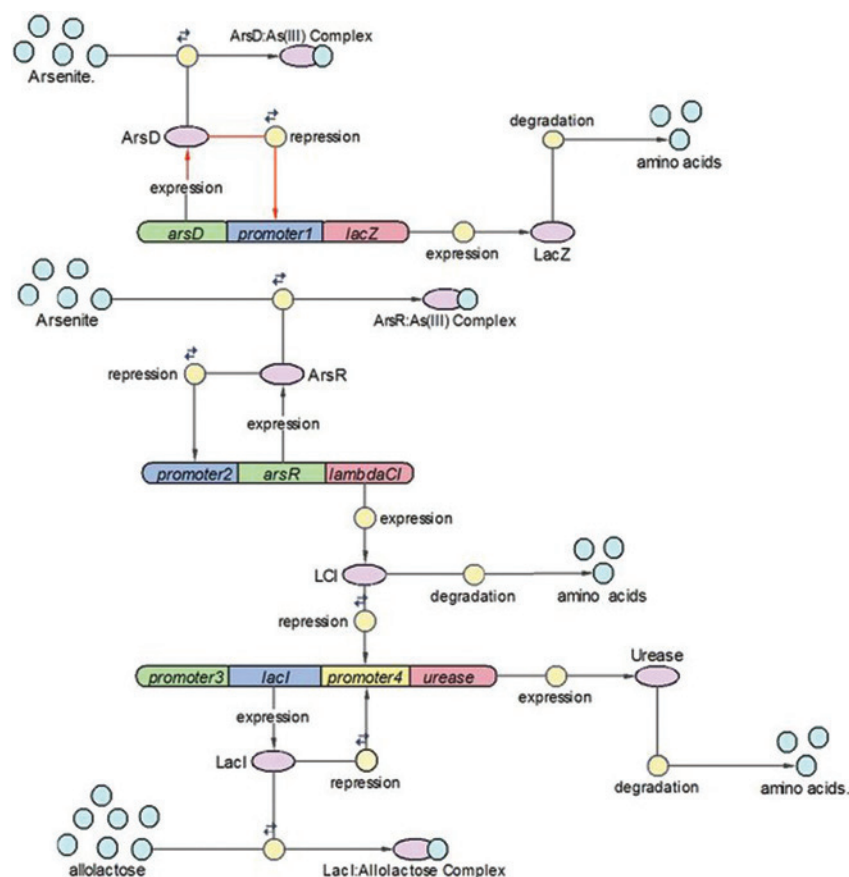 ArsD:As(III) Complex
Arsenite.
ArsD
repression
degradation
amino acids
expression
arsD promoter1 lacZ
expression
LacZ
Arsenite
ArsR:As(III) Complex
repression
ArsR
expression
promoter2 arsR lambdaCI
expression
LCI
degradation
amino acids
repression
Urease
promoter3 lacI promoter4 urease
expression
expression
LacI
repression
degradation
amino acids.
allolactose
LacI:Allolactose Complex